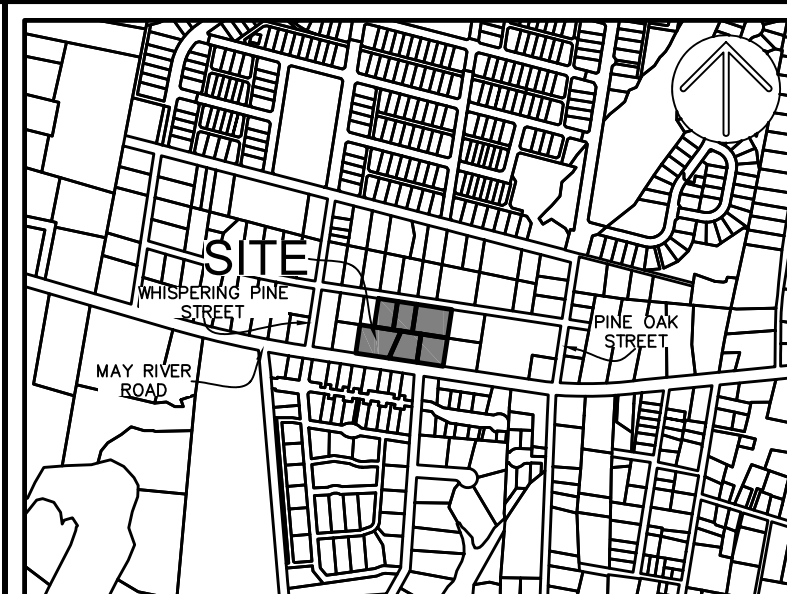 SITE
WHISPERING PINE
STREET
PINE OAK
STREET
MAY RIVER
ROAD